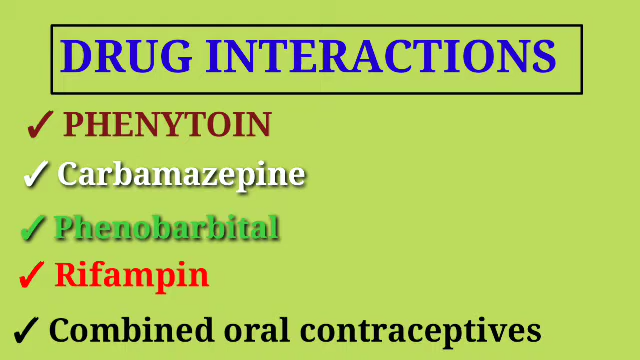 DRUG INTERACTIONS
✓ PHENYTOIN
✓ Carbamazepine
✓ Phenobarbital
✓ Rifampin
✓ Combined oral contraceptives